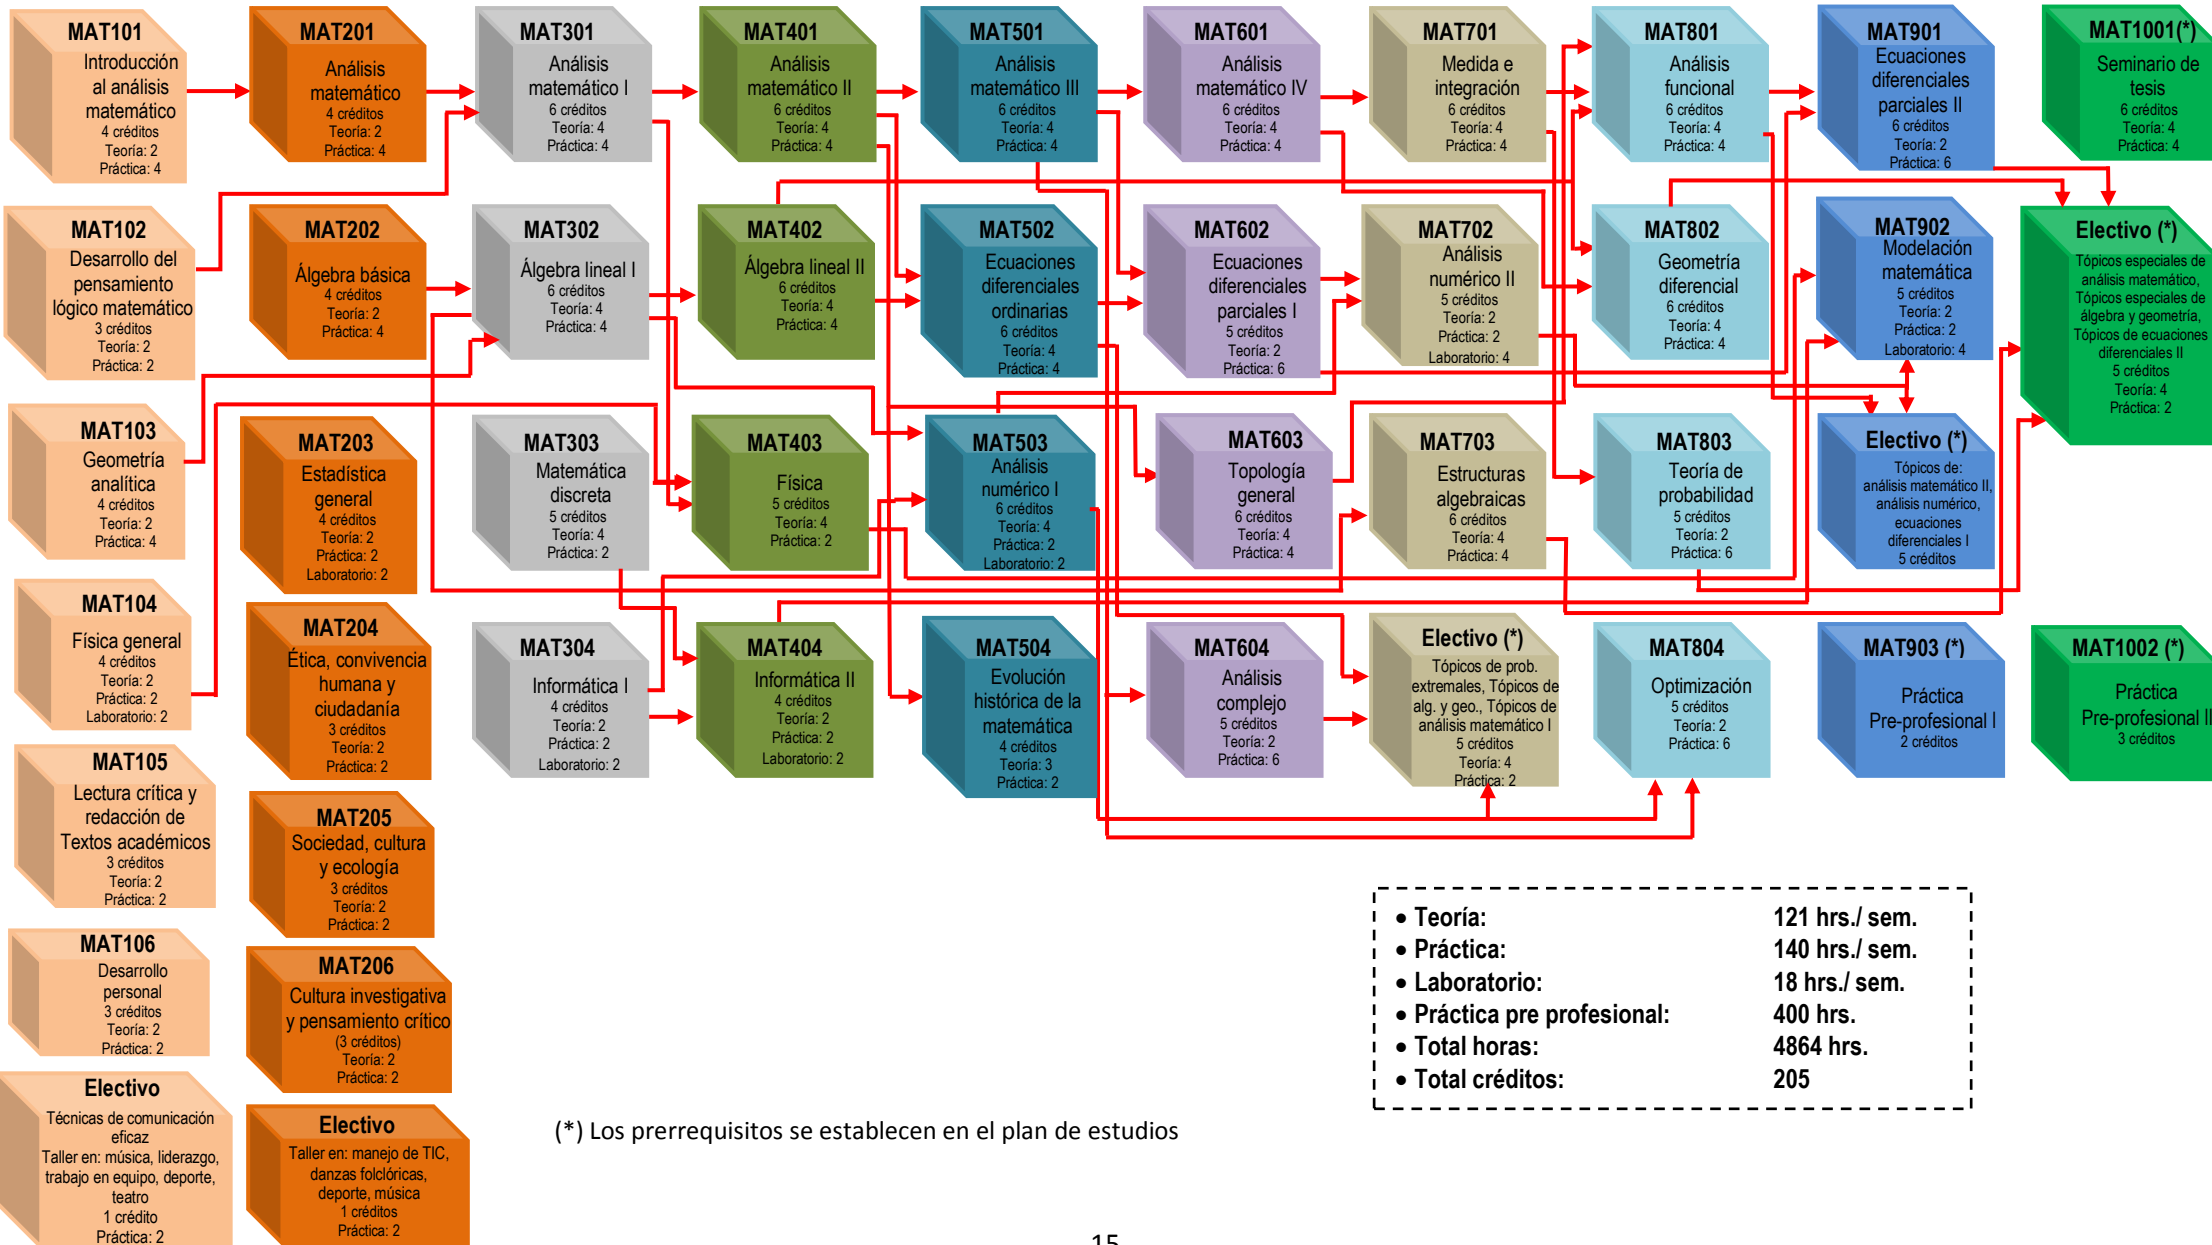 MAT101
Introducción
al análisis
matemático
4 créditos
Teoría: 2
Práctica: 4
MAT102
Desarrollo del
pensamiento
lógico matemático
3 créditos
Teoría: 2
Práctica: 2
MAT103
Geometría
analítica
4 créditos
Teoría: 2
Práctica: 4
MAT104
Física general
4 créditos
Teoría: 2
Práctica: 2
Laboratorio: 2
MAT105
Lectura crítica y
redacción de
Textos académicos
3 créditos
Teoría: 2
Práctica: 2
MAT106
Desarrollo
personal
3 créditos
Teoría: 2
Práctica: 2
Electivo
Técnicas de comunicación
eficaz
Taller en: música, liderazgo,
trabajo en equipo, deporte,
teatro
1 crédito
Práctica: 2
MAT201
Análisis
matemático
4 créditos
Teoría: 2
Práctica: 4
MAT202
Álgebra básica
4 créditos
Teoría: 2
Práctica: 4
MAT203
Estadística
general
4 créditos
Teoría: 2
Práctica: 2
Laboratorio: 2
MAT204
Ética, convivencia
humana y
ciudadanía
3 créditos
Teoría: 2
Práctica: 2
MAT205
Sociedad, cultura
y ecología
3 créditos
Teoría: 2
Práctica: 2
MAT206
Cultura investigativa
y pensamiento crítico
(3 créditos)
Teoría: 2
Práctica: 2
Electivo
Taller en: manejo de TIC,
danzas folclóricas,
deporte, música
1 créditos
Práctica: 2
MAT301
Análisis
matemático I
6 créditos
Teoría: 4
Práctica: 4
MAT302
Álgebra lineal I
6 créditos
Teoría: 4
Práctica: 4
MAT303
Matemática
discreta
5 créditos
Teoría: 4
Práctica: 2
MAT304
Informática I
4 créditos
Teoría: 2
Práctica: 2
Laboratorio: 2
MAT401
Análisis
matemático II
6 créditos
Teoría: 4
Práctica: 4
MAT402
Álgebra lineal II
6 créditos
Teoría: 4
Práctica: 4
MAT403
Física
5 créditos
Teoría: 4
Práctica: 2
MAT404
Informática II
4 créditos
Teoría: 2
Práctica: 2
Laboratorio: 2
MAT501
Análisis
matemático III
6 créditos
Teoría: 4
Práctica: 4
MAT502
Ecuaciones
diferenciales
ordinarias
6 créditos
Teoría: 4
Práctica: 4
MAT503
Análisis
numérico I
6 créditos
Teoría: 4
Práctica: 2
Laboratorio: 2
MAT504
Evolución
histórica de la
matemática
4 créditos
Teoría: 3
Práctica: 2
MAT601
Análisis
matemático IV
6 créditos
Teoría: 4
Práctica: 4
MAT602
Ecuaciones
diferenciales
parciales I
5 créditos
Teoría: 2
Práctica: 6
MAT603
Topología
general
6 créditos
Teoría: 4
Práctica: 4
MAT604
Análisis
complejo
5 créditos
Teoría: 2
Práctica: 6
MAT701
Medida e
integración
6 créditos
Teoría: 4
Práctica: 4
MAT702
Análisis
numérico II
5 créditos
Teoría: 2
Práctica: 2
Laboratorio: 4
MAT703
Estructuras
algebraicas
6 créditos
Teoría: 4
Práctica: 4
Electivo (*)
Tópicos de prob.
extremales, Tópicos de
alg. y geo., Tópicos de
análisis matemático I
5 créditos
Teoría: 4
Práctica: 2
MAT801
Análisis
funcional
6 créditos
Teoría: 4
Práctica: 4
MAT802
Geometría
diferencial
6 créditos
Teoría: 4
Práctica: 4
MAT803
Teoría de
probabilidad
5 créditos
Teoría: 2
Práctica: 6
MAT804
Optimización
5 créditos
Teoría: 2
Práctica: 6
MAT901
Ecuaciones
diferenciales
parciales II
6 créditos
Teoría: 2
Práctica: 6
MAT902
Modelación
matemática
5 créditos
Teoría: 2
Práctica: 2
Laboratorio: 4
Electivo (*)
Tópicos de:
análisis matemático II,
análisis numérico,
ecuaciones
diferenciales I
5 créditos
MAT903 (*)
Práctica
Pre-profesional I
2 créditos
MAT1001(*)
Seminario de
tesis
6 créditos
Teoría: 4
Práctica: 4
Electivo (*)
Tópicos especiales de
análisis matemático,
Tópicos especiales de
álgebra y geometría,
Tópicos de ecuaciones
diferenciales II
5 créditos
Teoría: 4
Práctica: 2
MAT1002 (*)
Práctica
Pre-profesional II
3 créditos
• Teoría: 121 hrs./ sem.
• Práctica: 140 hrs./ sem.
• Laboratorio: 18 hrs./ sem.
• Práctica pre profesional: 400 hrs.
• Total horas: 4864 hrs.
• Total créditos: 205
(*) Los prerrequisitos se establecen en el plan de estudios
15